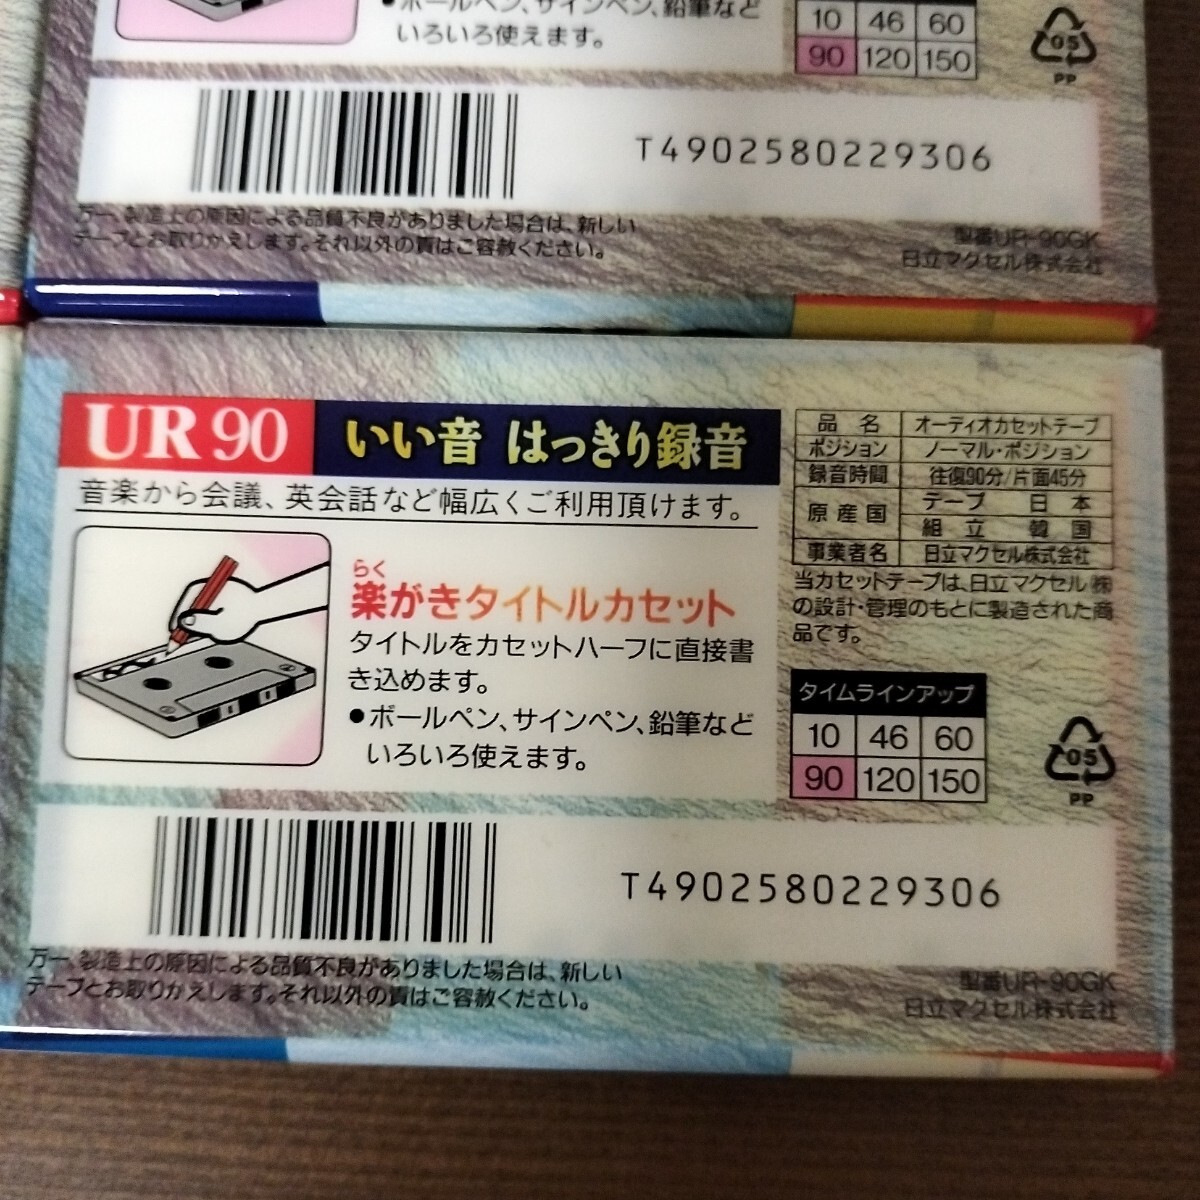 ・ボールペン、サインペン、鉛筆など
いろいろ使えます。
10 46 60
90 120 150
05
PP
T4902580229306
万一、製造上の原因による品質不良がありました場合は、新しい
テープとお取りかえします。それ以外の責はご容赦ください。
型番UR-90GK
日立マクセル株式会社
UR 90 いい音 はっきり録音
音楽から会議、英会話など幅広くご利用頂けます。
らく
楽がきタイトルカセット
タイトルをカセットハーフに直接書
き込めます。
●ボールペン、サインペン、鉛筆など
いろいろ使えます。
品名 オーディオカセットテープ
ポジション ノーマル・ポジション
録音時間 往復90分/片面45分
原産国 テープ 日本
組立 韓国
事業者名 日立マクセル株式会社
当カセットテープは、日立マクセル㈱
の設計・管理のもとに製造された商
品です。
タイムラインアップ
10 46 60
90 120 150
05
PP
T4902580229306
万一、製造上の原因による品質不良がありました場合は、新しい
テープとお取りかえします。それ以外の責はご容赦ください。
型番UR-90GK
日立マクセル株式会社